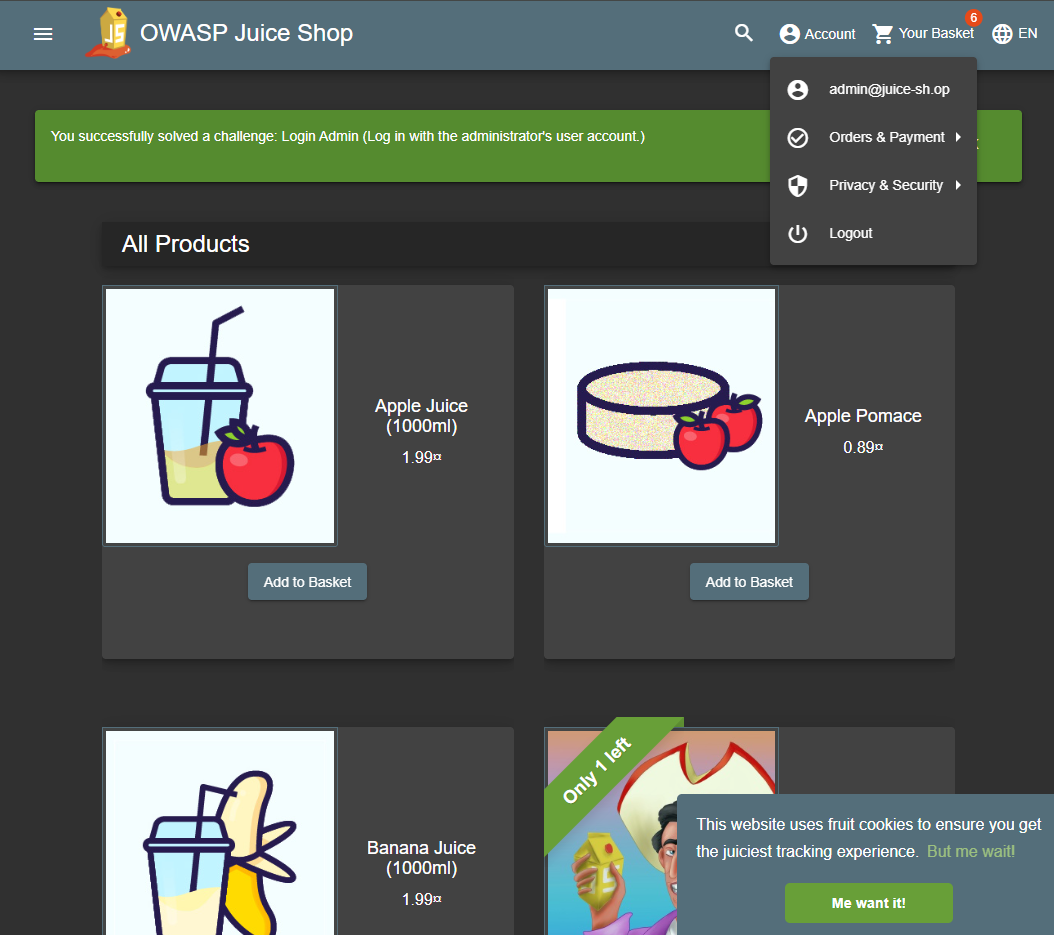 OWASP Juice Shop
Account
6
Your Basket
EN
admin@juice-sh.op
Orders & Payment
Privacy & Security
Logout
You successfully solved a challenge: Login Admin (Log in with the administrator's user account.)
All Products
Apple Juice
(1000ml)
1.99¤
Add to Basket
Apple Pomace
0.89¤
Add to Basket
Banana Juice
(1000ml)
1.99¤
Only 1 left
JS
This website uses fruit cookies to ensure you get
the juiciest tracking experience. But me wait!
Me want it!